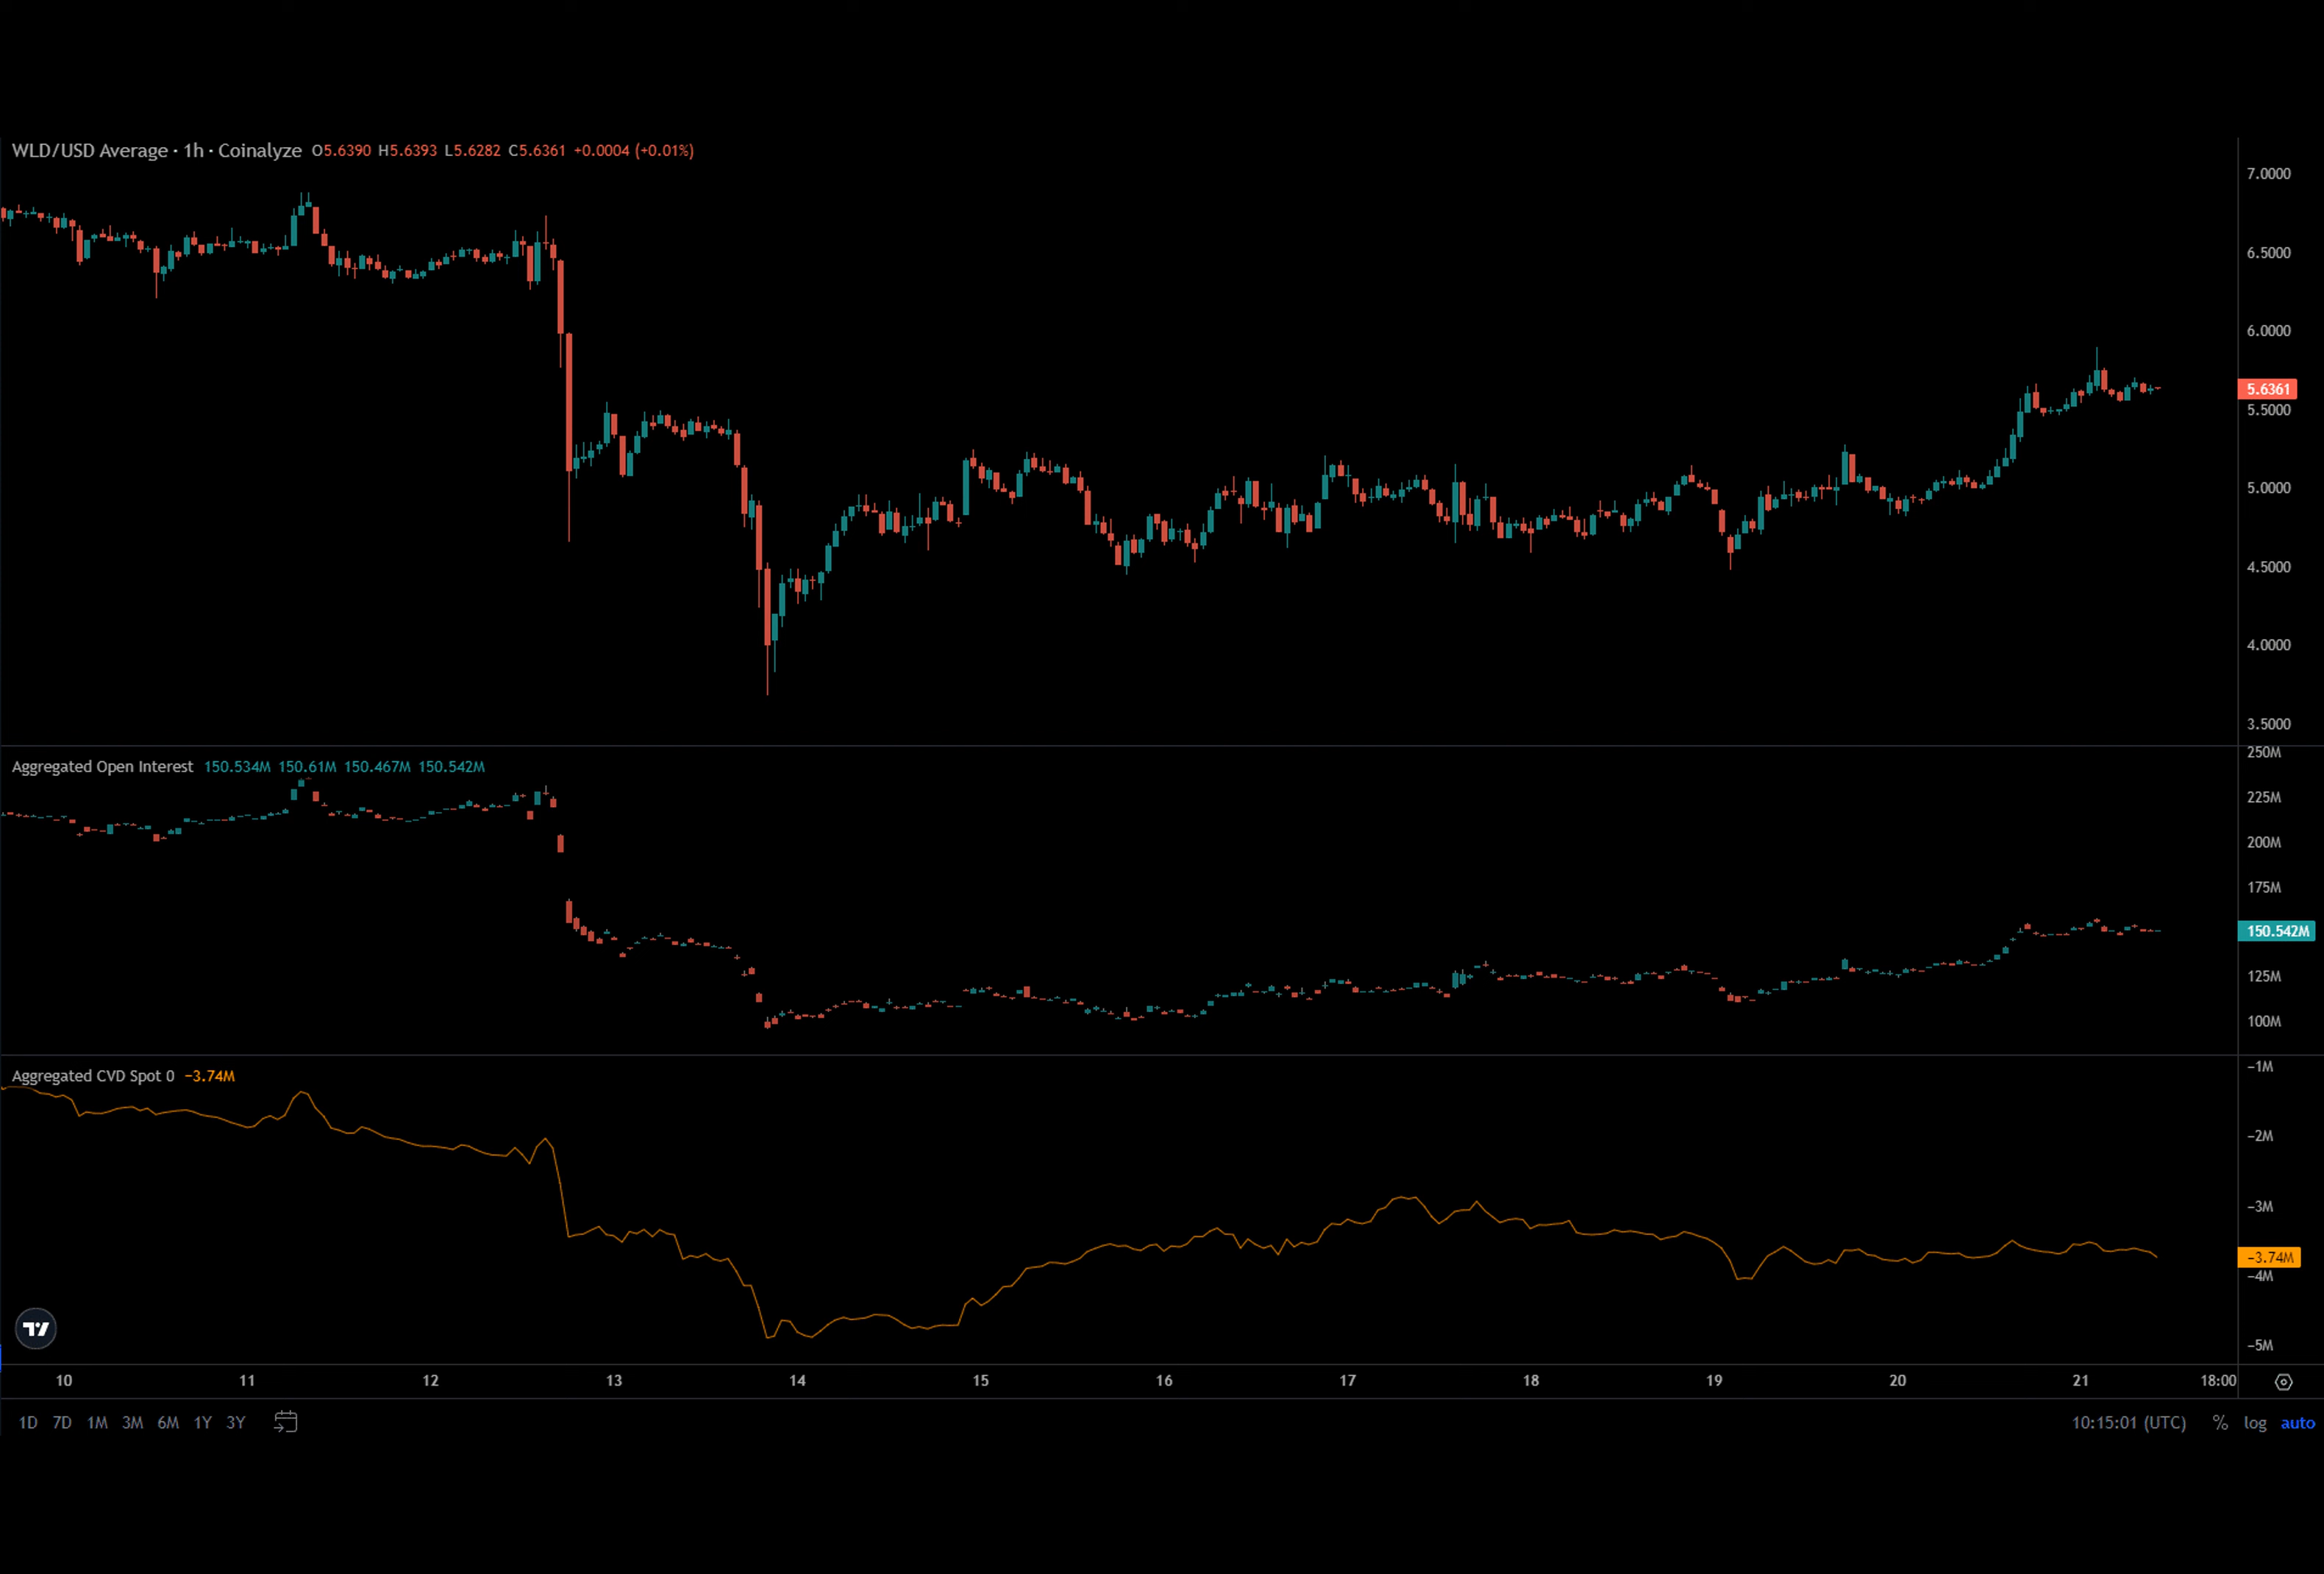 WLD/USD Average · 1h · Coinalyze O5.6390 H5.6393 L5.6282 C5.6361 +0.0004 (+0.01%)
7.0000
6.5000
6.0000
5.6361
5.5000
5.0000
4.5000
4.0000
3.5000
Aggregated Open Interest 150.534M 150.61M 150.467M 150.542M
250M
225M
200M
175M
150.542M
125M
100M
Aggregated CVD Spot 0 −3.74M
−1M
−2M
−3M
−3.74M
−4M
−5M
10 11 12 13 14 15 16 17 18 19 20 21 18:00
1D 7D 1M 3M 6M 1Y 3Y 10:15:01 (UTC) % log auto